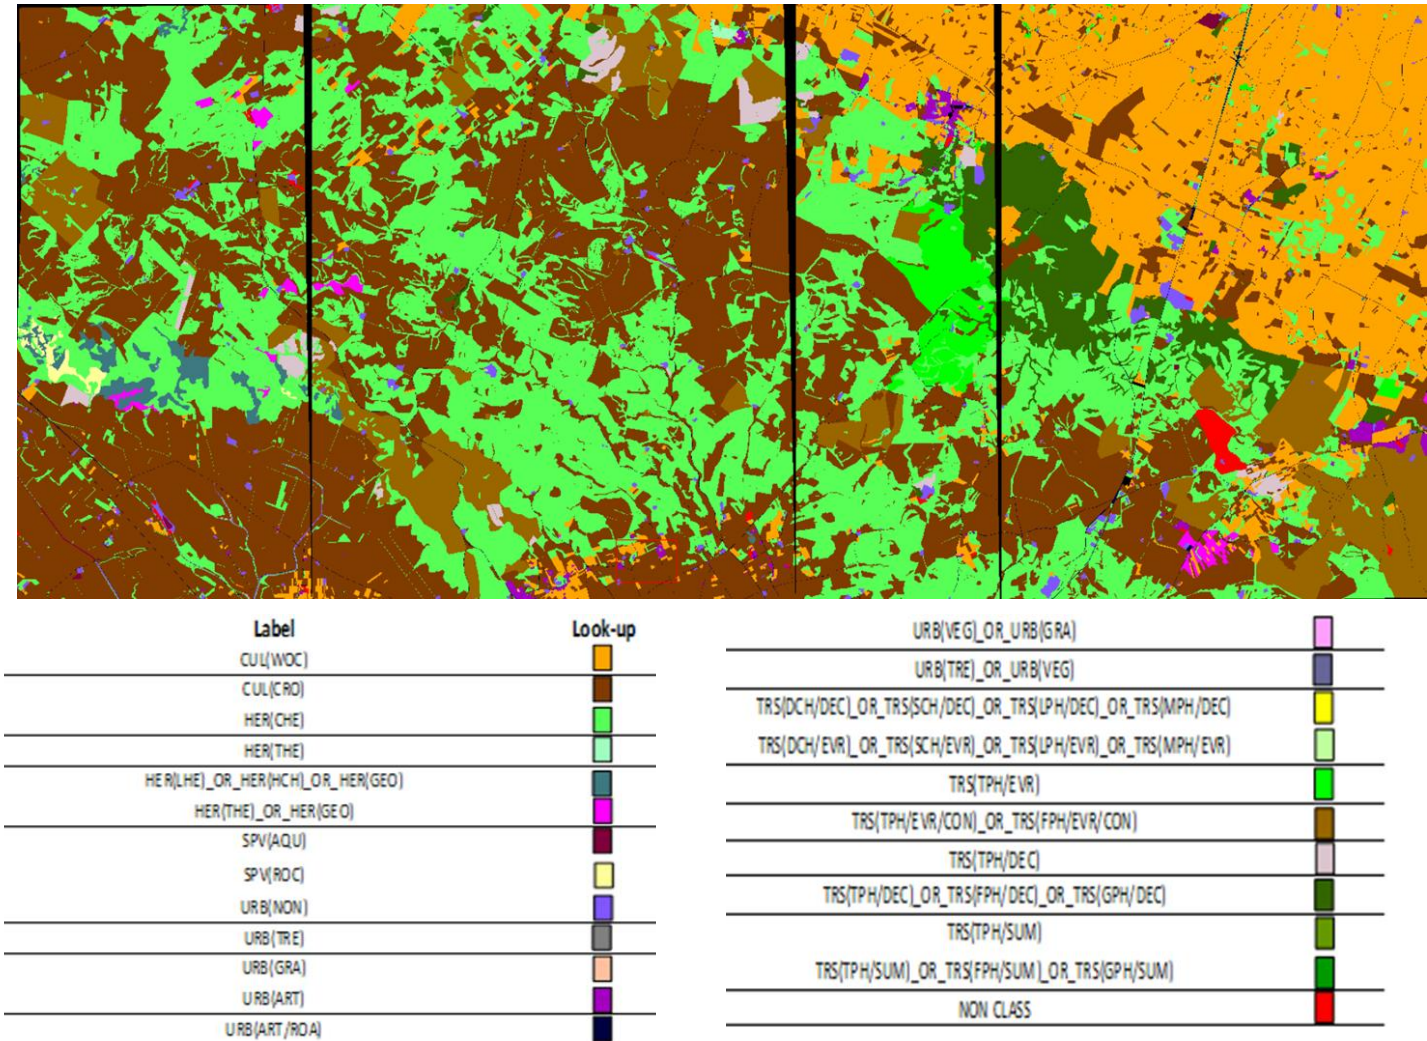 Label Look-up
CUL(WOC)
CUL(CRO)
HER(CHE)
HER(THE)
HER(LHE)_OR_HER(HCH)_OR_HER(GEO)
HER(THE)_OR_HER(GEO)
SPV(AQU)
SPV(ROC)
URB(NON)
URB(TRE)
URB(GRA)
URB(ART)
URB(ART/ROA)
URB(VEG)_OR_URB(GRA)
URB(TRE)_OR_URB(VEG)
TRS(DCH/DEC)_OR_TRS(SCH/DEC)_OR_TRS(LPH/DEC)_OR_TRS(MPH/DEC)
TRS(DCH/EVR)_OR_TRS(SCH/EVR)_OR_TRS(LPH/EVR)_OR_TRS(MPH/EVR)
TRS(TPH/EVR)
TRS(TPH/EVR/CON)_OR_TRS(FPH/EVR/CON)
TRS(TPH/DEC)
TRS(TPH/DEC)_OR_TRS(FPH/DEC)_OR_TRS(GPH/DEC)
TRS(TPH/SUM)
TRS(TPH/SUM)_OR_TRS(FPH/SUM)_OR_TRS(GPH/SUM)
NON CLASS